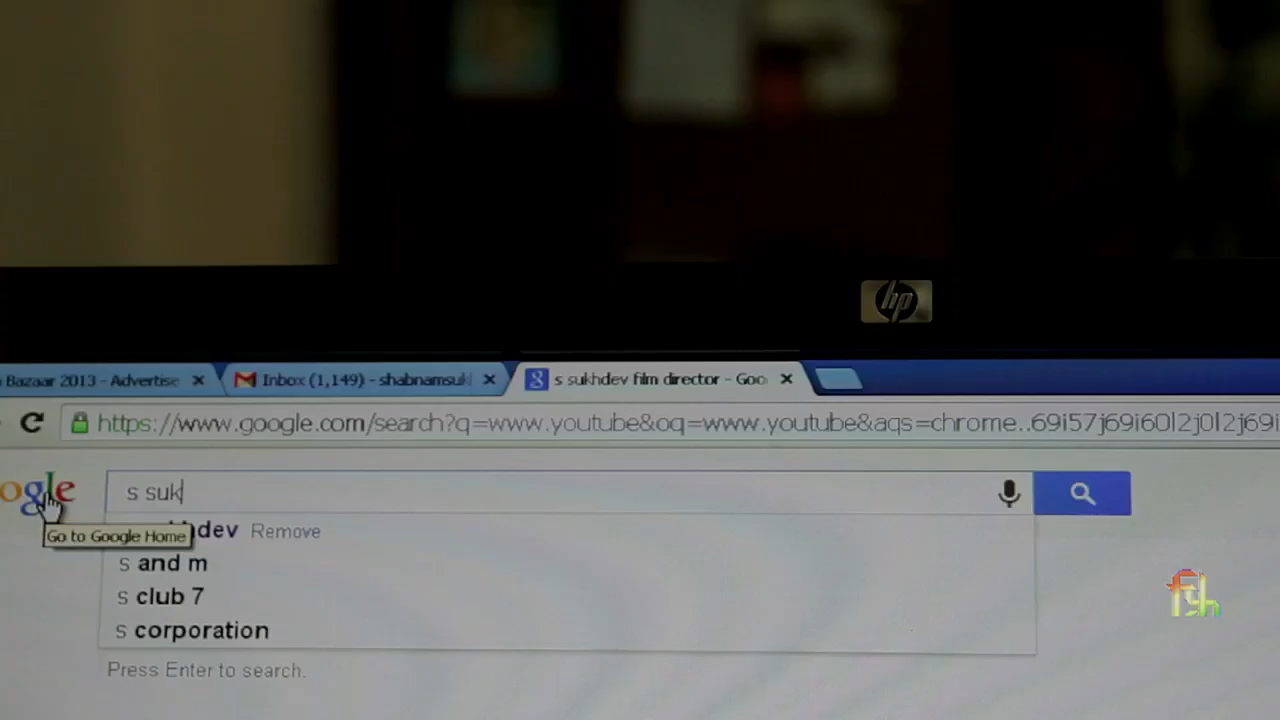 hp
Bazaar 2013 - Advertise
Inbox (1,149) - shabnamsuk
s sukhdev film director - Goo
https://www.google.com/search?q=www.youtube&oq=www.youtube&aqs=chrome..69i57j69i60l2j0l2j69i
ogle
s suk
hdev Remove
Go to Google Home
s and m
s club 7
s corporation
Press Enter to search.